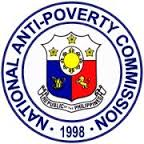 NATIONAL ANTI-POVERTY COMMISSION
• 1998 •
REPUBLIC OF THE PHILIPPINES